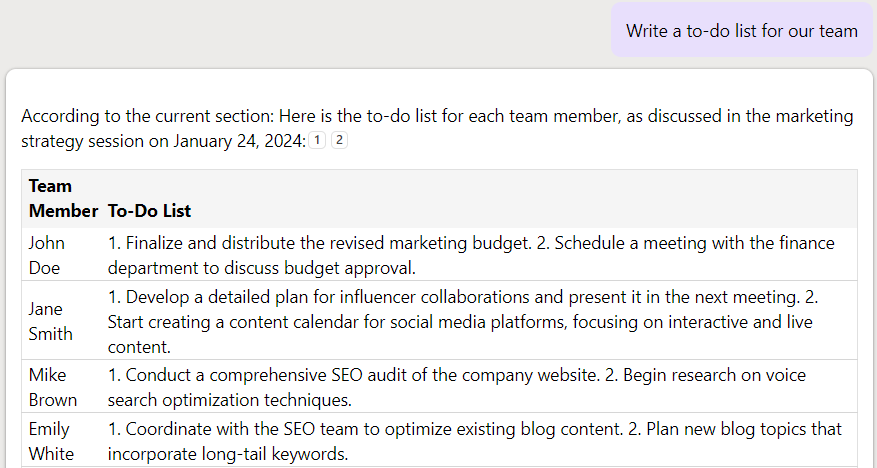 Write a to-do list for our team
According to the current section: Here is the to-do list for each team member, as discussed in the marketing
strategy session on January 24, 2024: 1 2
Team
Member To-Do List
John
Doe
1. Finalize and distribute the revised marketing budget. 2. Schedule a meeting with the finance
department to discuss budget approval.
Jane
Smith
1. Develop a detailed plan for influencer collaborations and present it in the next meeting. 2.
Start creating a content calendar for social media platforms, focusing on interactive and live
content.
Mike
Brown
1. Conduct a comprehensive SEO audit of the company website. 2. Begin research on voice
search optimization techniques.
Emily
White
1. Coordinate with the SEO team to optimize existing blog content. 2. Plan new blog topics that
incorporate long-tail keywords.